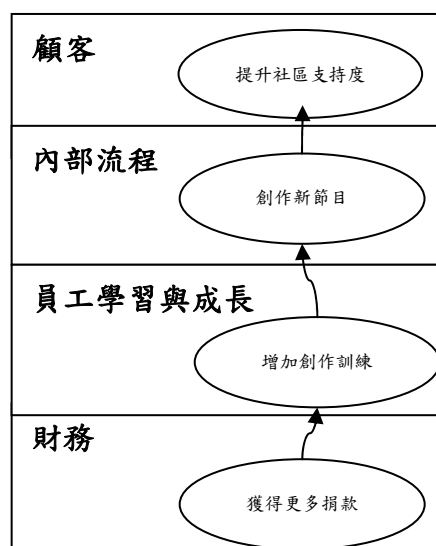 顧客
提升社區支持度
內部流程
創作新節目
員工學習與成長
增加創作訓練
財務
獲得更多捐款